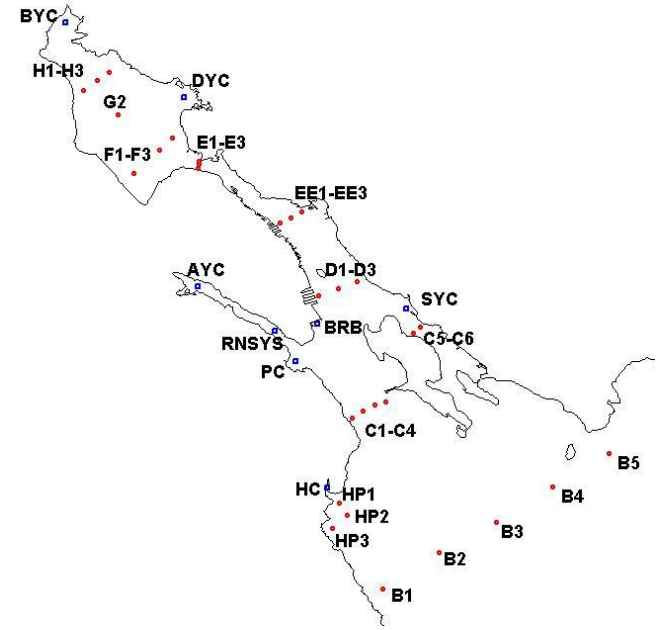 BYC
H1-H3
DYC
G2
E1-E3
F1-F3
EE1-EE3
AYC
D1-D3
SYC
BRB
RNSYS
C5-C6
PC
C1-C4
B5
HC
HP1
B4
HP2
B3
HP3
B2
B1